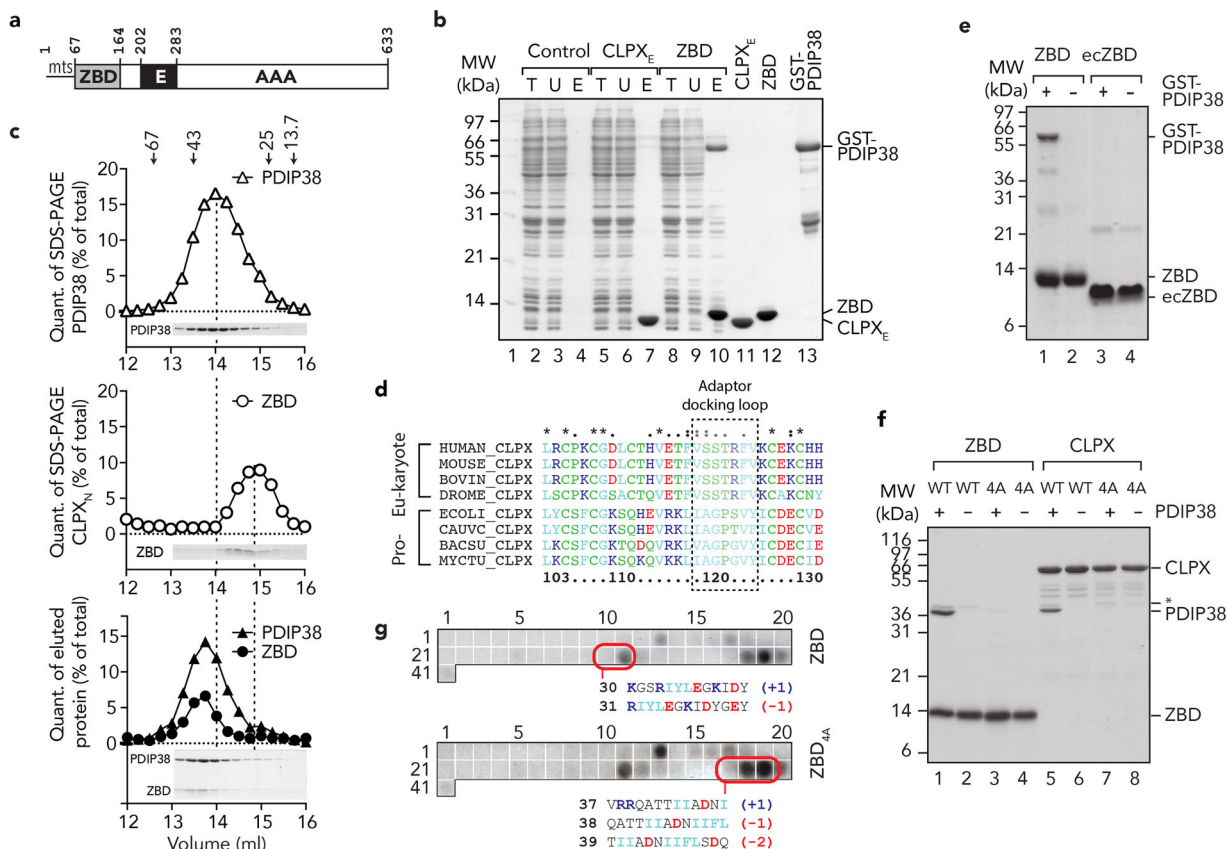 a
1
67
164
202
283
633
mts
ZBD
E
AAA
b
Control
CLPX_E
ZBD
CLPX_E
ZBD
GST-PDIP38
MW
(kDa)
T U E T U E T U E
97
66
55
36
31
21
14
GST-
PDIP38
ZBD
CLPX_E
1 2 3 4 5 6 7 8 9 10 11 12 13
c
67
43
25
13.7
PDIP38
Quant. of SDS-PAGE
PDIP38 (% of total)
20
15
10
5
0
PDIP38
12 13 14 15 16
ZBD
Quant. of SDS-PAGE
CLPX_N (% of total)
20
15
10
5
0
ZBD
12 13 14 15 16
PDIP38
ZBD
Quant. of eluted
protein (% of total)
20
15
10
5
0
PDIP38
ZBD
12 13 14 15 16
Volume (ml)
d
Adaptor
docking loop
Eu-karyote
Pro-
HUMAN_CLPX LRCPKCGDLCTHVETFVSSTRFVKCEKCHH
MOUSE_CLPX LRCPKCGDLCTHVETFVSSTRFVKCEKCHH
BOVIN_CLPX LRCPKCGDLCTHVETFVSSTRFVKCEKCHH
DROME_CLPX LSCPKCGSACTQVETFVSSTRFVKCAKCNY
ECOLI_CLPX LYCSFCGKSQHEVRKLIAGPSVYICDECVD
CAUVC_CLPX LYCSFCGKSQHEVRKLIAGPTVFICDECVE
BACSU_CLPX LKCSFCGKTQDQVRKLVAGPGVYICDECIE
MYCTU_CLPX LKCSFCGKNQKQVKKLIAGPGVYICDECIE
103....110.......120.......130
e
ZBD ecZBD
MW
(kDa)
+ - + -
GST-
PDIP38
97
66
55
36
31
21
14
6
GST-
PDIP38
ZBD
ecZBD
1 2 3 4
f
ZBD CLPX
MW
(kDa)
WT WT 4A 4A WT WT 4A 4A
+ - + - + - + - PDIP38
116
97
66
55
36
31
21
14
6
CLPX
*
PDIP38
ZBD
1 2 3 4 5 6 7 8
g
1 5 10 15 20
1
21
41
ZBD
30 KGSRIYLEGKIDY (+1)
31 RIYLEGKIDYGEY (-1)
1 5 10 15 20
1
21
41
ZBD_4A
37 VRRQATTIIADNI (+1)
38 QATTIIADNIIFL (-1)
39 TIIADNIIFLSDQ (-2)